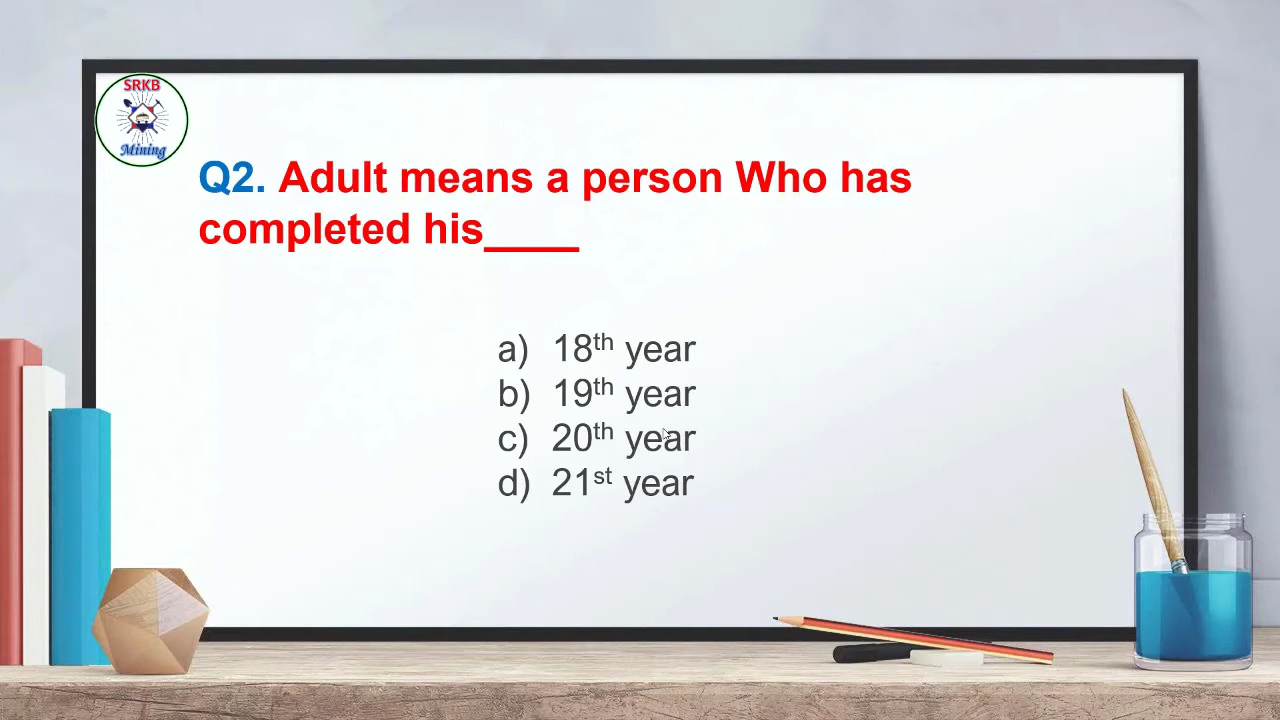 SRKB
Mining
Q2. Adult means a person Who has
completed his____
a) 18th year
b) 19th year
c) 20th year
d) 21st year